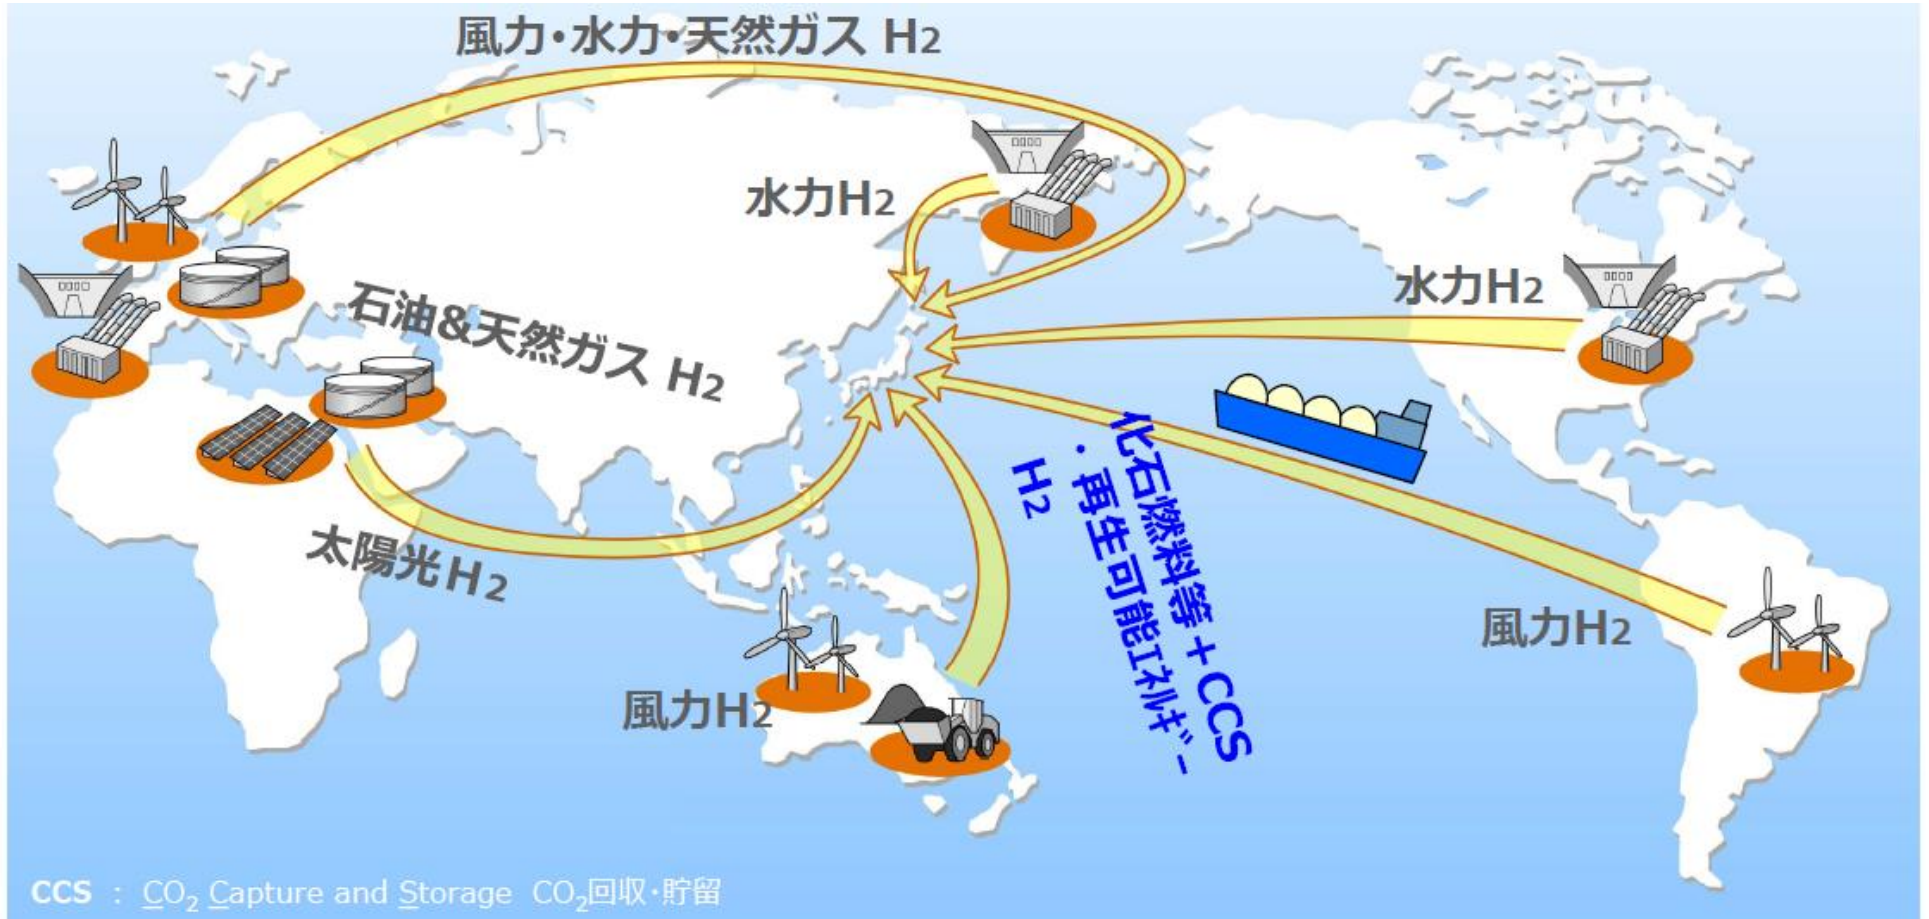 風力・水力・天然ガス H2
水力H2
水力H2
石油&天然ガス H2
化石燃料等＋CCS
・再生可能ｴﾈﾙｷﾞｰ
H2
太陽光H2
風力H2
風力H2
CCS : CO2 Capture and Storage CO2回収・貯留